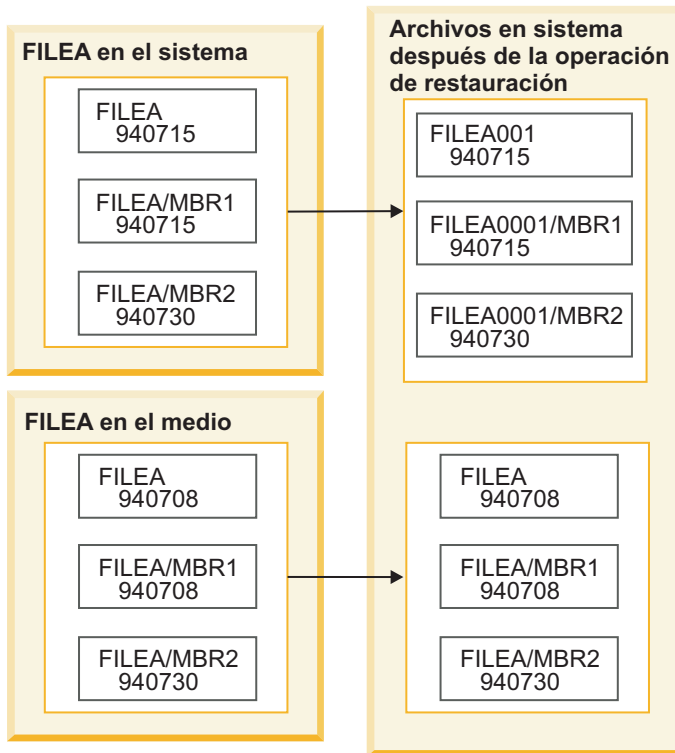 FILEA en el sistema
FILEA
940715
FILEA/MBR1
940715
FILEA/MBR2
940730
Archivos en sistema
después de la operación
de restauración
FILEA001
940715
FILEA0001/MBR1
940715
FILEA0001/MBR2
940730
FILEA en el medio
FILEA
940708
FILEA/MBR1
940708
FILEA/MBR2
940730
FILEA
940708
FILEA/MBR1
940708
FILEA/MBR2
940730